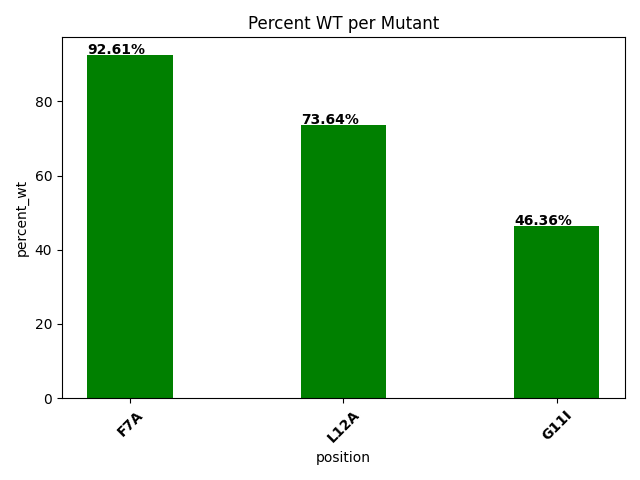 Percent WT per Mutant
92.61%
73.64%
46.36%
percent_wt
80
60
40
20
0
F7A
L12A
G11I
position